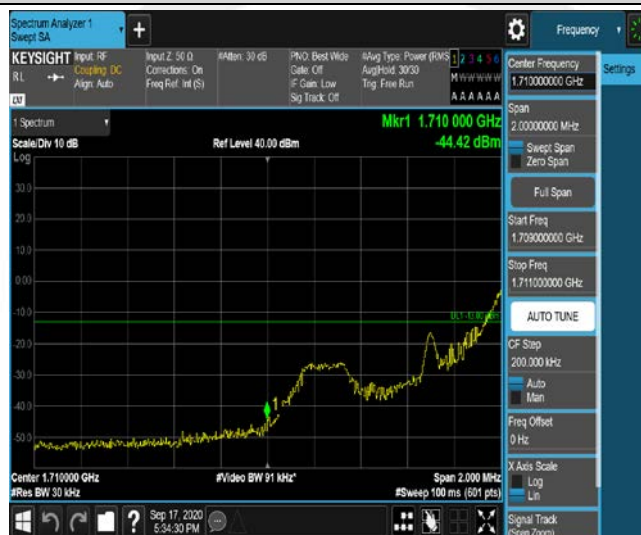 Spectrum Analyzer 1
Swept SA
+
Frequency
KEYSIGHT
RL
Input: RF
Coupling: DC
Align: Auto
Input Z: 50 Ω
Corrections: On
Freq Ref: Int (S)
#Atten: 30 dB
PNO: Best Wide
Gate: Off
IF Gain: Low
Sig Track: Off
#Avg Type: Power (RMS
Avg|Hold: 30/30
Trig: Free Run
1 2 3 4 5 6
M W W W W W
A A A A A A
1 Spectrum
Scale/Div 10 dB
Log
Ref Level 40.00 dBm
Mkr1 1.710 000 GHz
-44.42 dBm
30.0
20.0
10.0
0.00
-10.0
-20.0
-30.0
-40.0
-50.0
DL1 -13.00 dBm
1
Center 1.710000 GHz
#Res BW 30 kHz
#Video BW 91 kHz*
Span 2.000 MHz
#Sweep 100 ms (601 pts)
?
Sep 17, 2020
5:34:30 PM
Center Frequency
1.710000000 GHz
Span
2.00000000 MHz
Swept Span
Zero Span
Full Span
Start Freq
1.709000000 GHz
Stop Freq
1.711000000 GHz
AUTO TUNE
CF Step
200.000 kHz
Auto
Man
Freq Offset
0 Hz
X Axis Scale
Log
Lin
Signal Track
(Span Zoom)
Settings